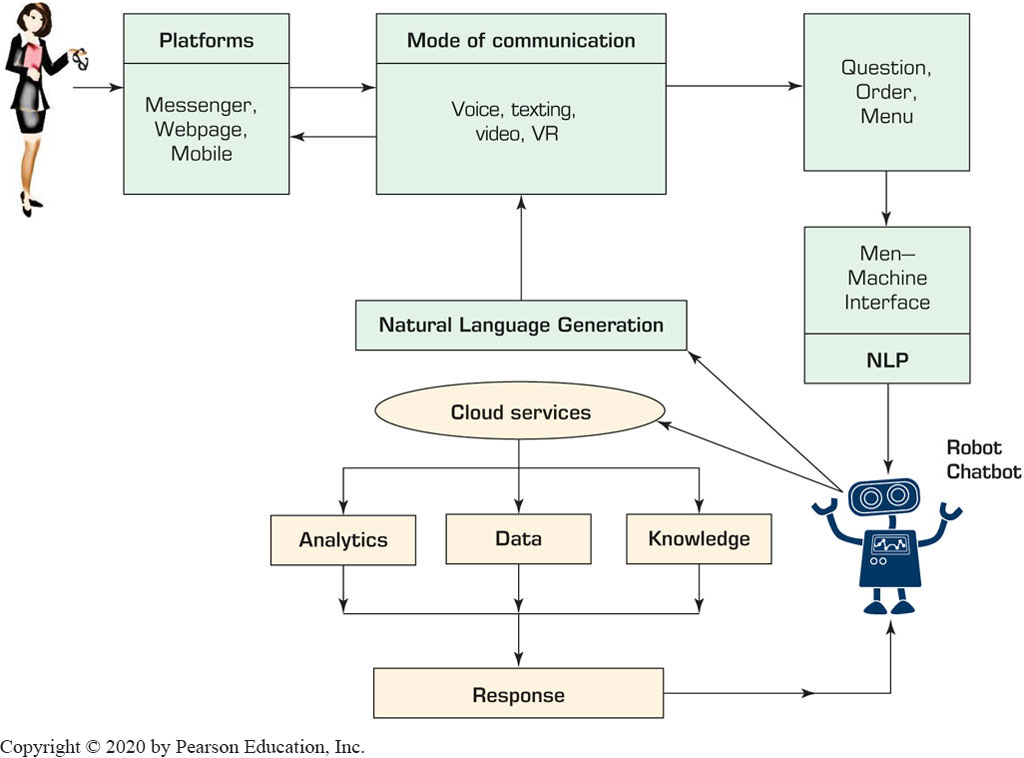 Platforms
Messenger,
Webpage,
Mobile
Mode of communication
Voice, texting,
video, VR
Question,
Order,
Menu
Men–
Machine
Interface
NLP
Natural Language Generation
Cloud services
Robot
Chatbot
Analytics
Data
Knowledge
Response
Copyright © 2020 by Pearson Education, Inc.